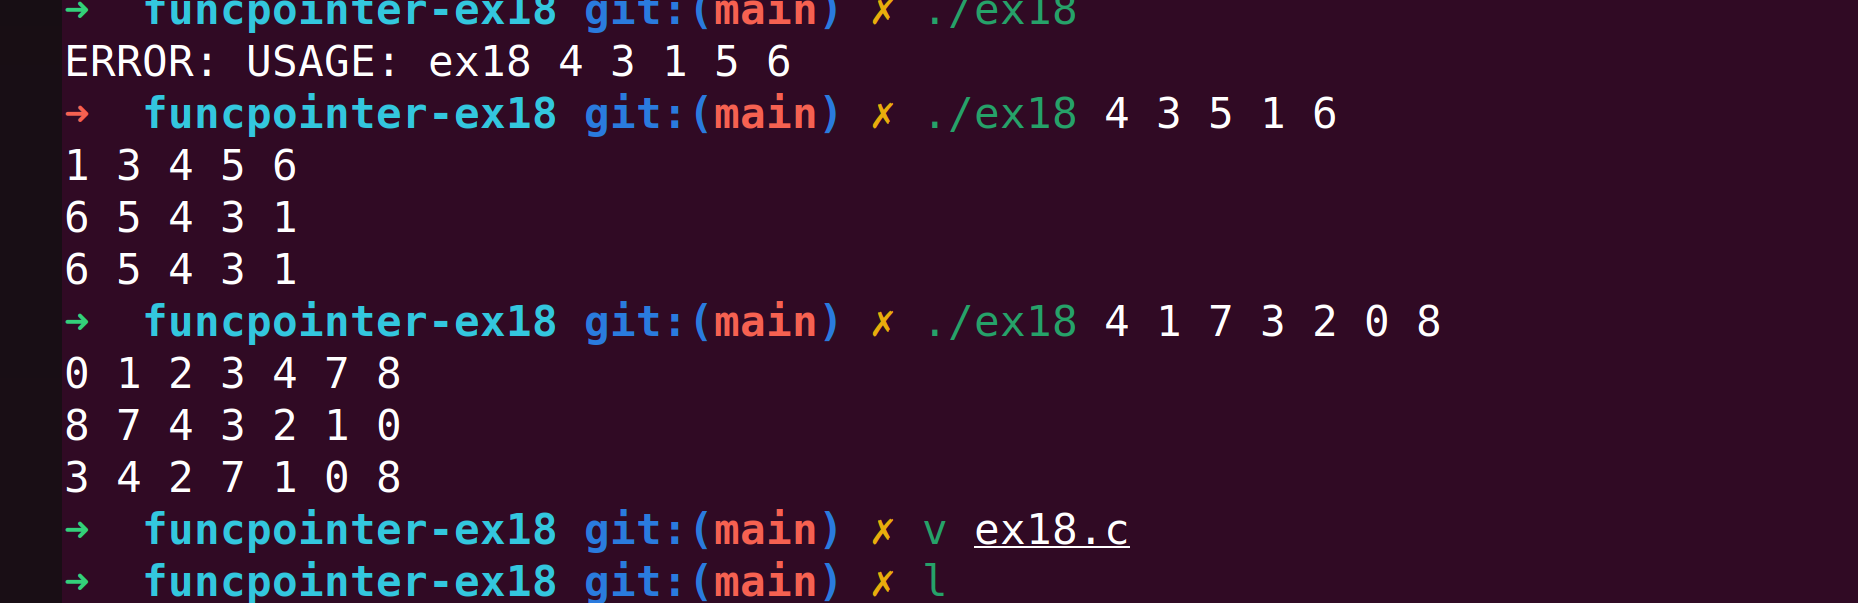 ➜  funcpointer-ex18 git:(main) ✗ ./ex18
ERROR: USAGE: ex18 4 3 1 5 6
➜  funcpointer-ex18 git:(main) ✗ ./ex18 4 3 5 1 6
1 3 4 5 6
6 5 4 3 1
6 5 4 3 1
➜  funcpointer-ex18 git:(main) ✗ ./ex18 4 1 7 3 2 0 8
0 1 2 3 4 7 8
8 7 4 3 2 1 0
3 4 2 7 1 0 8
➜  funcpointer-ex18 git:(main) ✗ v ex18.c
➜  funcpointer-ex18 git:(main) ✗ l